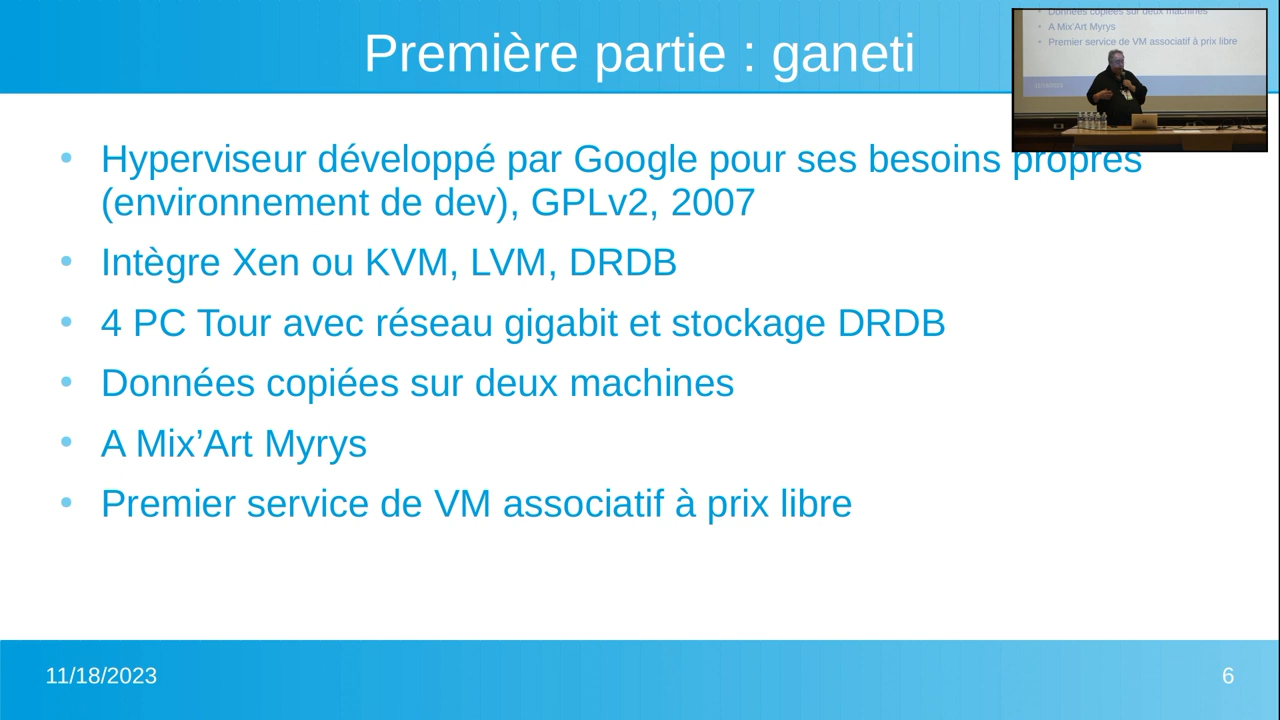 Première partie : ganeti
Données copiées sur deux machines
• A Mix'Art Myrys
• Premier service de VM associatif à prix libre
• Hyperviseur développé par Google pour ses besoins propres
(environnement de dev), GPLv2, 2007
• Intègre Xen ou KVM, LVM, DRDB
• 4 PC Tour avec réseau gigabit et stockage DRDB
• Données copiées sur deux machines
• A Mix’Art Myrys
• Premier service de VM associatif à prix libre
11/18/2023
6